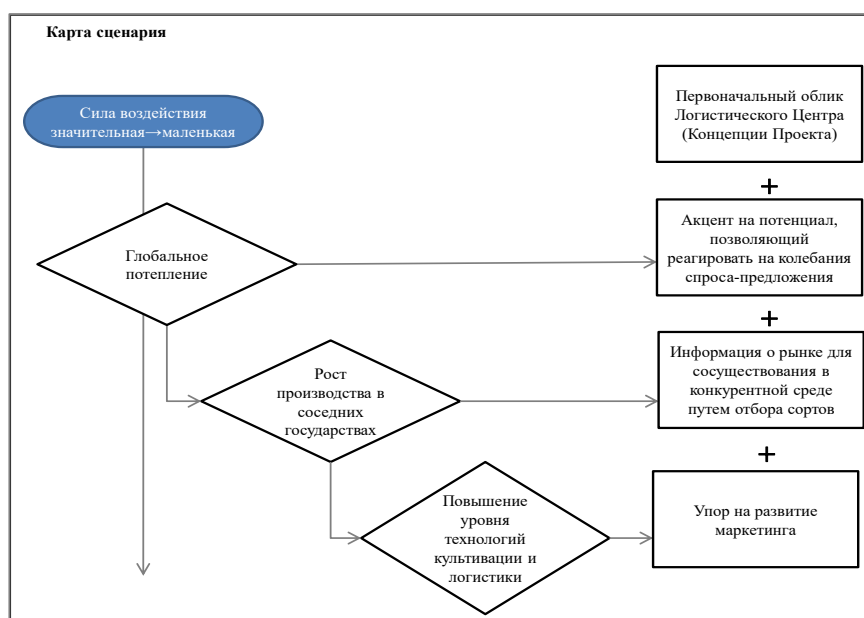 Карта сценария
Сила воздействия
значительная→маленькая
Первоначальный облик
Логистического Центра
(Концепции Проекта)
+
Глобальное
потепление
Акцент на потенциал,
позволяющий
реагировать на колебания
спроса-предложения
+
Рост
производства в
соседних
государствах
Информация о рынке для
сосуществования в
конкурентной среде
путем отбора сортов
+
Повышение
уровня
технологий
культивации и
логистики
Упор на развитие
маркетинга